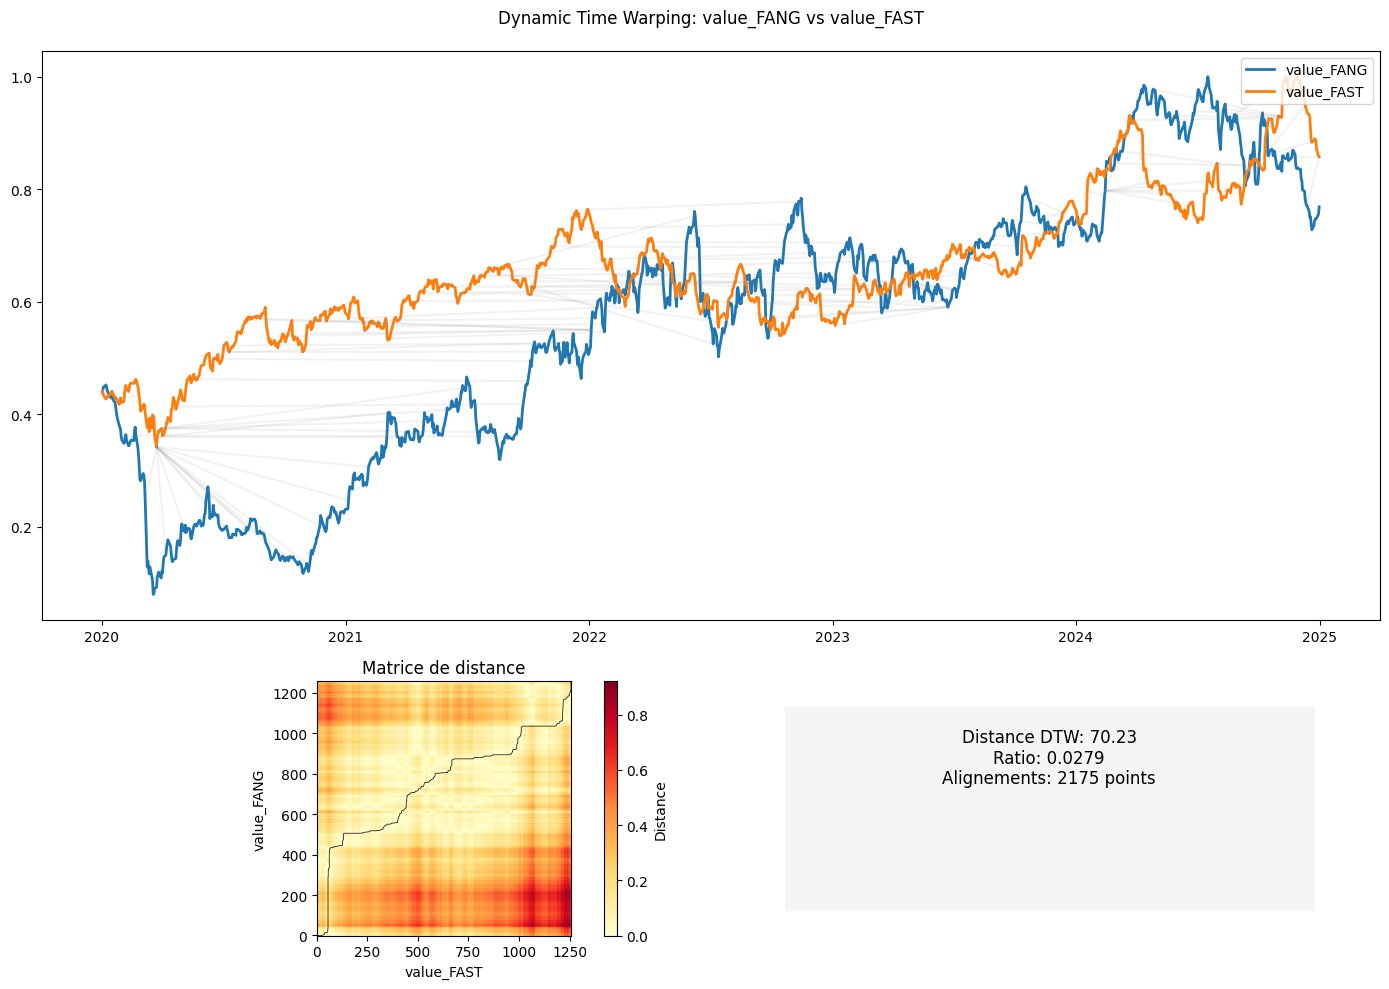 Dynamic Time Warping: value_FANG vs value_FAST
value_FANG
value_FAST
1.0
0.8
0.6
0.4
0.2
2020 2021 2022 2023 2024 2025
Matrice de distance
value_FANG
1200
1000
800
600
400
200
0
0 250 500 750 1000 1250
value_FAST
0.8
0.6
0.4
0.2
0.0
Distance
Distance DTW: 70.23
Ratio: 0.0279
Alignements: 2175 points